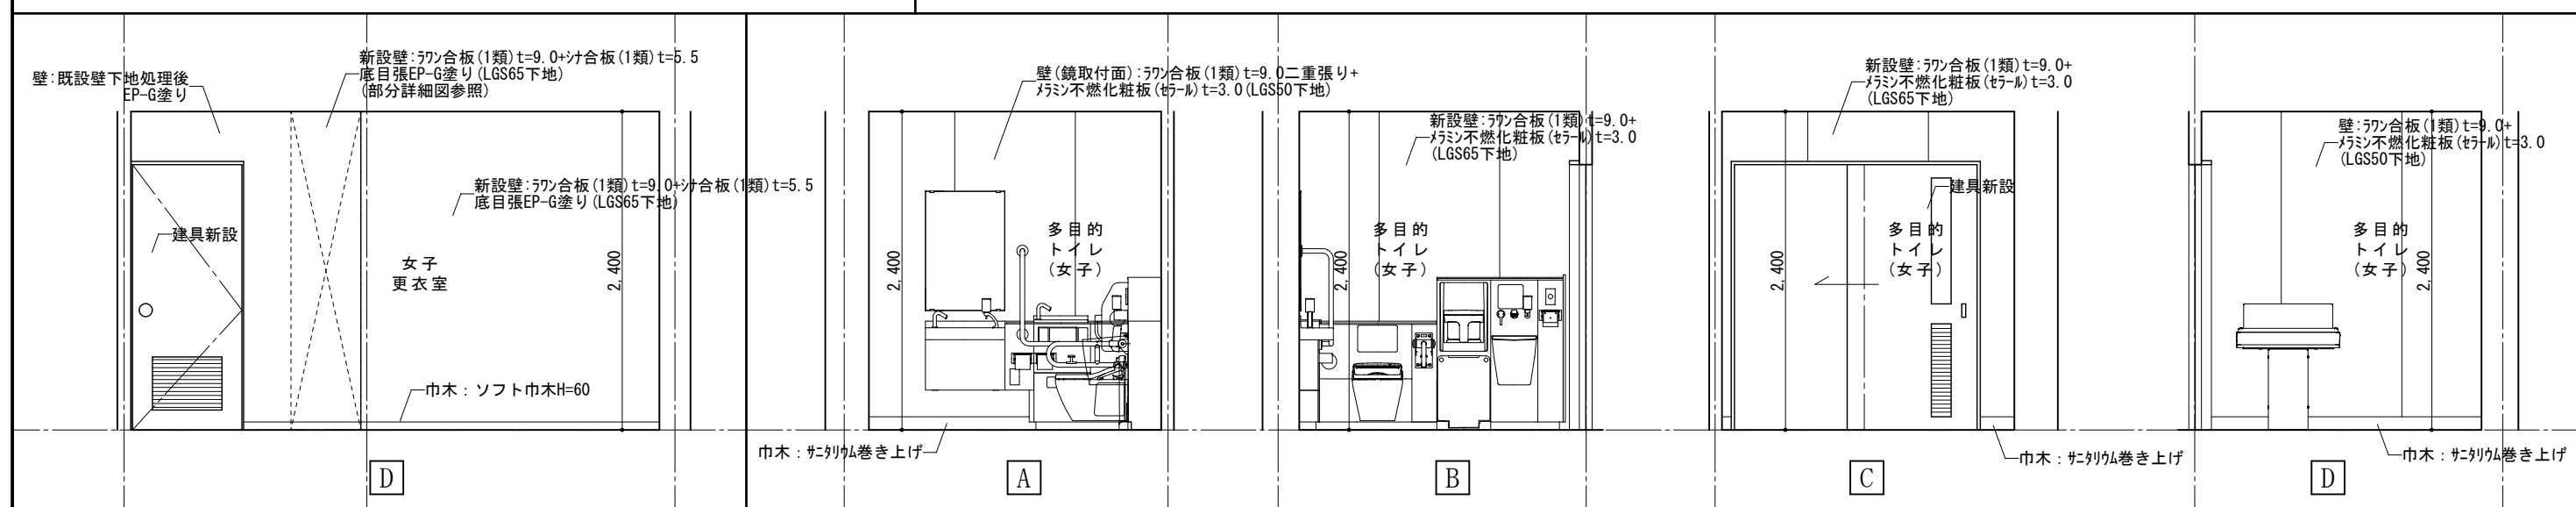 壁:既設壁下地処理後
EP-G塗り
新設壁:ﾗﾜﾝ合板(1類)t=9.0+ｼﾅ合板(1類)t=5.5
底目張EP-G塗り(LGS65下地)
(部分詳細図参照)
新設壁:ﾗﾜﾝ合板(1類)t=9.0+ｼﾅ合板(1類)t=5.5
底目張EP-G塗り(LGS65下地)
建具新設
女子
更衣室
2,400
巾木：ソフト巾木H=60
D
壁(鏡取付面):ﾗﾜﾝ合板(1類)t=9.0二重張り+
ﾒﾗﾐﾝ不燃化粧板(ｾﾗｰﾙ)t=3.0(LGS50下地)
多目的
トイレ
(女子)
2,400
巾木：ｻﾆﾀﾘｳﾑ巻き上げ
A
新設壁:ﾗﾜﾝ合板(1類)t=9.0+
ﾒﾗﾐﾝ不燃化粧板(ｾﾗｰﾙ)t=3.0
(LGS65下地)
多目的
トイレ
(女子)
2,400
B
新設壁:ﾗﾜﾝ合板(1類)t=9.0+
ﾒﾗﾐﾝ不燃化粧板(ｾﾗｰﾙ)t=3.0
(LGS65下地)
建具新設
多目的
トイレ
(女子)
2,400
巾木：ｻﾆﾀﾘｳﾑ巻き上げ
C
壁:ﾗﾜﾝ合板(1類)t=9.0+
ﾒﾗﾐﾝ不燃化粧板(ｾﾗｰﾙ)t=3.0
(LGS50下地)
多目的
トイレ
(女子)
2,400
巾木：ｻﾆﾀﾘｳﾑ巻き上げ
D